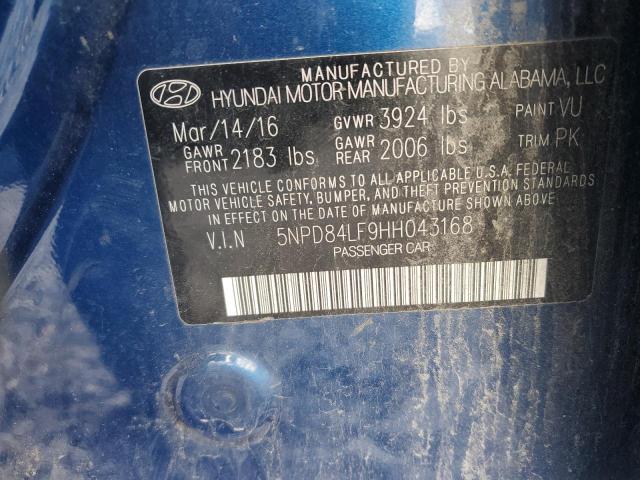 MANUFACTURED BY
HYUNDAI MOTOR MANUFACTURING ALABAMA, LLC
Mar/14/16 GVWR 3924 lbs PAINT VU
GAWR FRONT 2183 lbs GAWR REAR 2006 lbs TRIM PK
THIS VEHICLE CONFORMS TO ALL APPLICABLE U.S.A. FEDERAL
MOTOR VEHICLE SAFETY, BUMPER, AND THEFT PREVENTION STANDARDS
IN EFFECT ON THE DATE OF MANUFACTURE SHOWN ABOVE.
V.I.N 5NPD84LF9HH043168
PASSENGER CAR